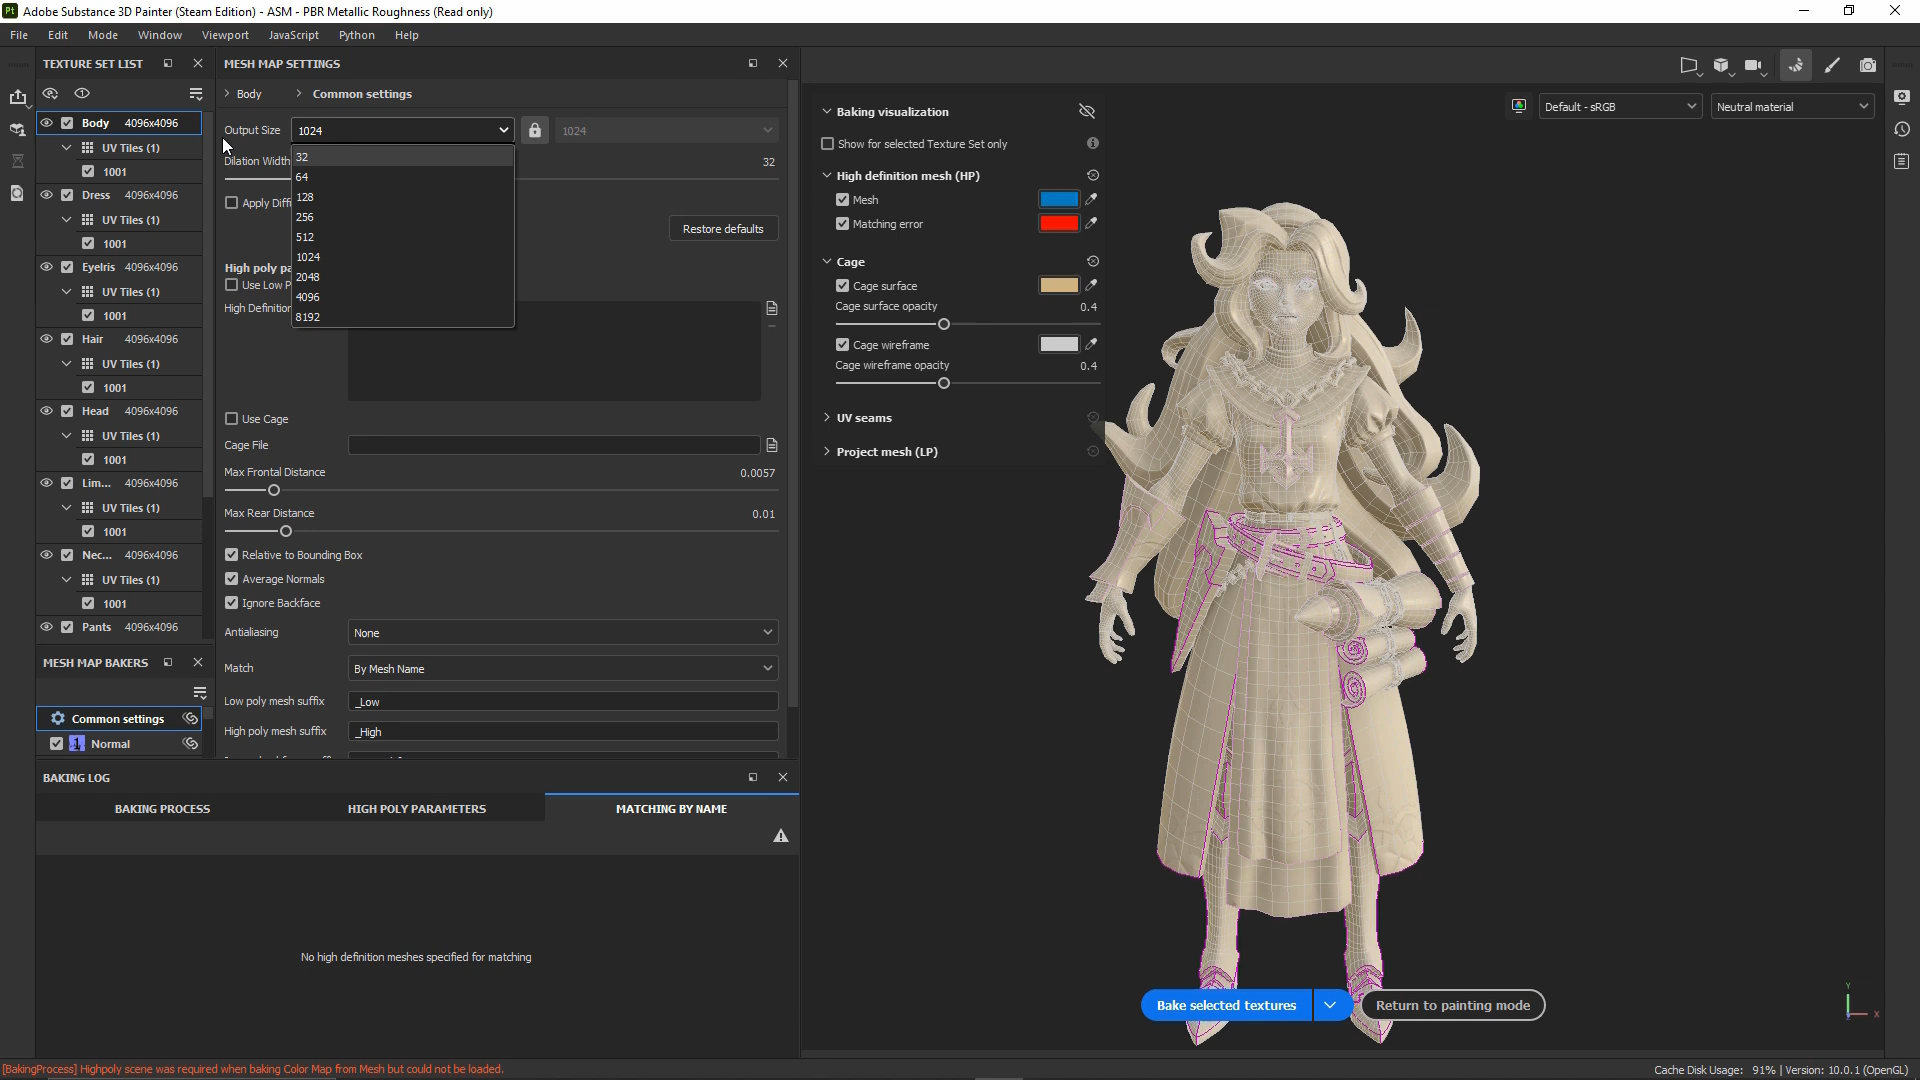 Pt Adobe Substance 3D Painter (Steam Edition) - ASM - PBR Metallic Roughness (Read only)
File Edit Mode Window Viewport JavaScript Python Help
TEXTURE SET LIST
Body 4096x4096
UV Tiles (1)
1001
Dress 4096x4096
UV Tiles (1)
1001
EyeIris 4096x4096
UV Tiles (1)
1001
Hair 4096x4096
UV Tiles (1)
1001
Head 4096x4096
UV Tiles (1)
1001
Lim... 4096x4096
UV Tiles (1)
1001
Nec... 4096x4096
UV Tiles (1)
1001
Pants 4096x4096
MESH MAP BAKERS
Common settings
Normal
MESH MAP SETTINGS
Body Common settings
Output Size 1024 1024
32
64
128
256
512
1024
2048
4096
8192
Dilation Width 32
Apply Diff
Restore defaults
High poly pa
Use Low P
High Definition
Use Cage
Cage File
Max Frontal Distance 0.0057
Max Rear Distance 0.01
Relative to Bounding Box
Average Normals
Ignore Backface
Antialiasing None
Match By Mesh Name
Low poly mesh suffix _Low
High poly mesh suffix _High
BAKING LOG
BAKING PROCESS HIGH POLY PARAMETERS MATCHING BY NAME
No high definition meshes specified for matching
Baking visualization
Show for selected Texture Set only
High definition mesh (HP)
Mesh
Matching error
Cage
Cage surface
Cage surface opacity 0.4
Cage wireframe
Cage wireframe opacity 0.4
UV seams
Project mesh (LP)
Default - sRGB
Neutral material
Bake selected textures
Return to painting mode
Y
X
[BakingProcess] Highpoly scene was required when baking Color Map from Mesh but could not be loaded.
Cache Disk Usage: 91% | Version: 10.0.1 (OpenGL)